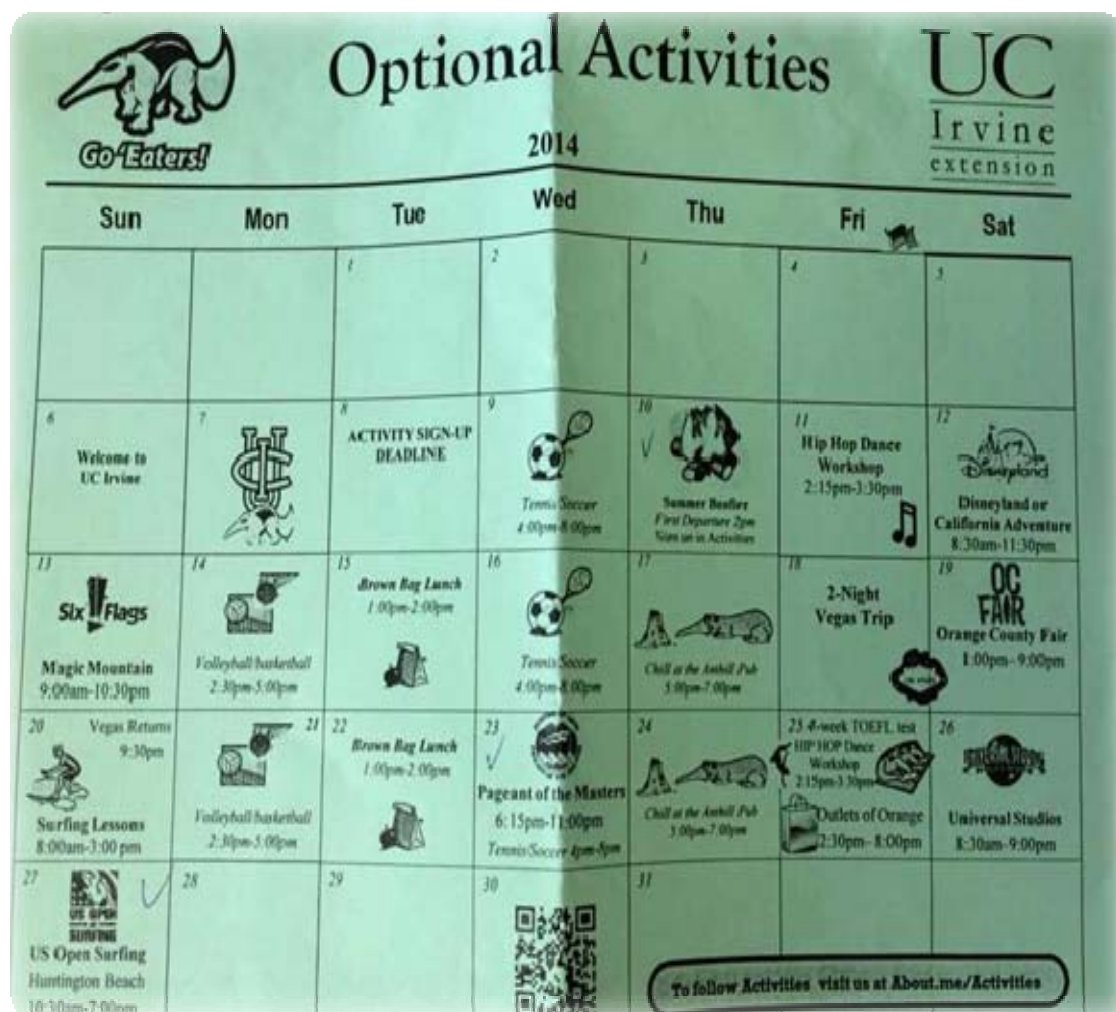 Optional Activities
2014
Go 'Eaters!
UC
Irvine
extension
Sun Mon Tue Wed Thu Fri Sat
1 2 3 4 5
6
Welcome to
UC Irvine
7
UCI
8
ACTIVITY SIGN-UP
DEADLINE
9
Tennis/Soccer
4:00pm-8:00pm
10
Summer Bonfire
First Departure 2pm
Sign up in Activities
11
Hip Hop Dance
Workshop
2:15pm-3:30pm
12
Disneyland
Disneyland or
California Adventure
8:30am-11:30pm
13
Six Flags
Magic Mountain
9:00am-10:30pm
14
Volleyball/basketball
2:30pm-5:00pm
15
Brown Bag Lunch
1:00pm-2:00pm
16
Tennis/Soccer
4:00pm-8:00pm
17
Chill at the Anthill Pub
5:00pm-7:00pm
18
2-Night
Vegas Trip
19
OC
FAIR
Orange County Fair
1:00pm-9:00pm
20 Vegas Returns
9:30pm
Surfing Lessons
8:00am-3:00 pm
21
Volleyball/basketball
2:30pm-5:00pm
22
Brown Bag Lunch
1:00pm-2:00pm
23
Pageant of the Masters
6:15pm-11:00pm
Tennis/Soccer 4pm-8pm
24
Chill at the Anthill Pub
5:00pm-7:00pm
25 4-week TOEFL test
HIP HOP Dance
Workshop
2:15pm-3:30pm
Outlets of Orange
2:30pm-8:00pm
26
Universal Studios
8:30am-9:00pm
27
US OPEN
of
SURFING
US Open Surfing
Huntington Beach
10:30am-7:00pm
28 29 30 31
To follow Activities visit us at About.me/Activities